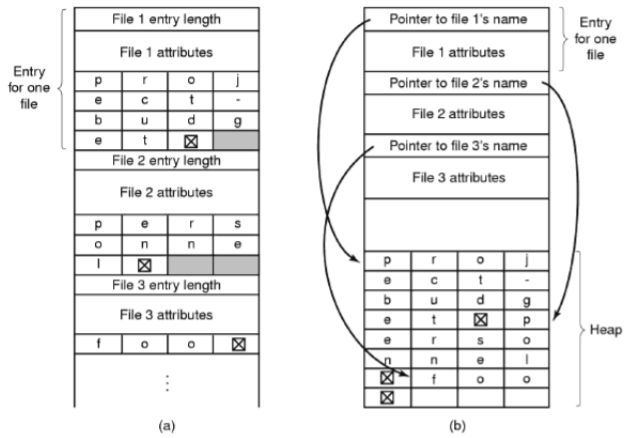 File 1 entry length
File 1 attributes
Entry
for one
file
p r o j
e c t -
b u d g
e t
File 2 entry length
File 2 attributes
p e r s
o n n e
l
File 3 entry length
File 3 attributes
f o o
⋮
(a)
Pointer to file 1's name
File 1 attributes
Entry
for one
file
Pointer to file 2's name
File 2 attributes
Pointer to file 3's name
File 3 attributes
p r o j
e c t -
b u d g
e t p
e r s o
n n e l
f o o
Heap
(b)